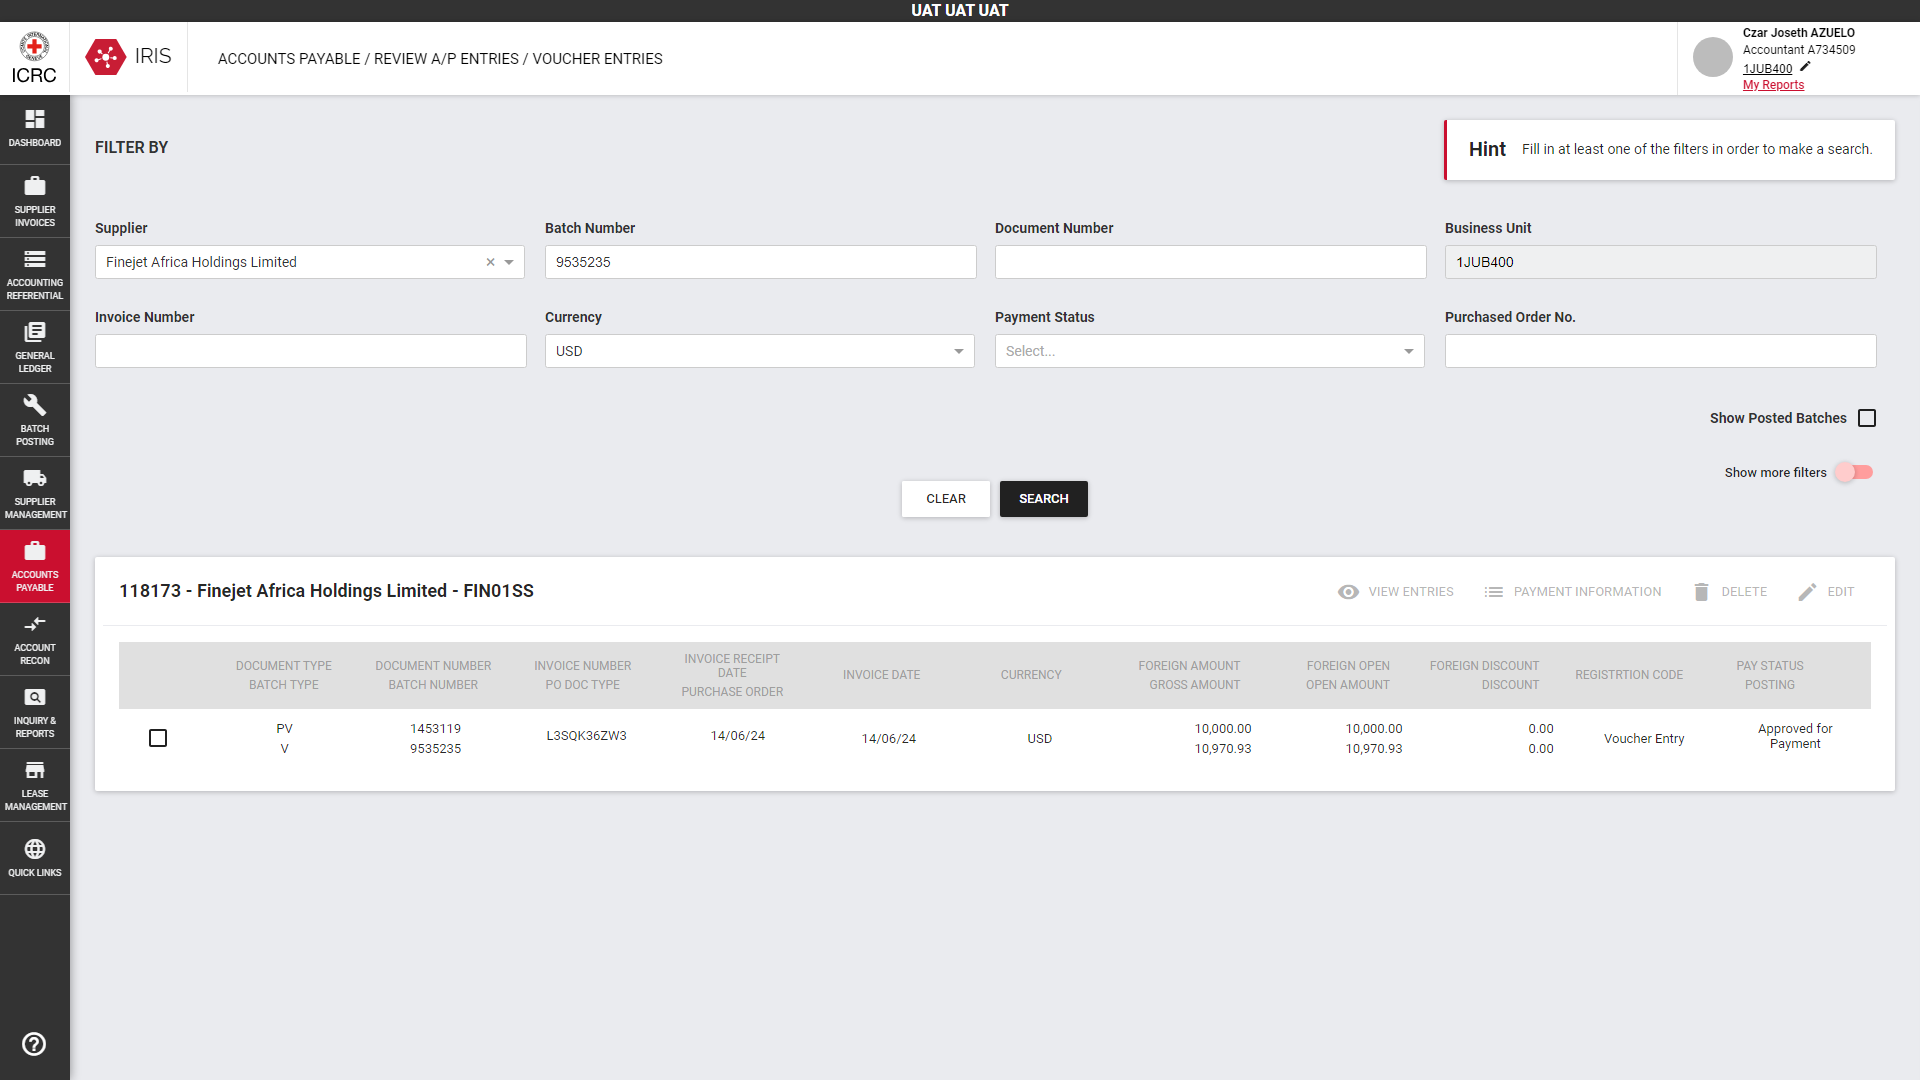 UAT UAT UAT
ICRC
IRIS
ACCOUNTS PAYABLE / REVIEW A/P ENTRIES / VOUCHER ENTRIES
Czar Joseth AZUELO
Accountant A734509
1JUB400
My Reports
DASHBOARD
SUPPLIER
INVOICES
ACCOUNTING
REFERENTIAL
GENERAL
LEDGER
BATCH
POSTING
SUPPLIER
MANAGEMENT
ACCOUNTS
PAYABLE
ACCOUNT
RECON
INQUIRY &
REPORTS
LEASE
MANAGEMENT
QUICK LINKS
FILTER BY
Hint Fill in at least one of the filters in order to make a search.
Supplier Batch Number Document Number Business Unit
Finejet Africa Holdings Limited 9535235 1JUB400
Invoice Number Currency Payment Status Purchased Order No.
USD Select...
Show Posted Batches
Show more filters
CLEAR SEARCH
118173 - Finejet Africa Holdings Limited - FIN01SS
VIEW ENTRIES PAYMENT INFORMATION DELETE EDIT
DOCUMENT TYPE
BATCH TYPE
DOCUMENT NUMBER
BATCH NUMBER
INVOICE NUMBER
PO DOC TYPE
INVOICE RECEIPT
DATE
PURCHASE ORDER
INVOICE DATE
CURRENCY
FOREIGN AMOUNT
GROSS AMOUNT
FOREIGN OPEN
OPEN AMOUNT
FOREIGN DISCOUNT
DISCOUNT
REGISTRTION CODE
PAY STATUS
POSTING
PV
V
1453119
9535235
L3SQK36ZW3
14/06/24
14/06/24
USD
10,000.00
10,970.93
10,000.00
10,970.93
0.00
0.00
Voucher Entry
Approved for
Payment